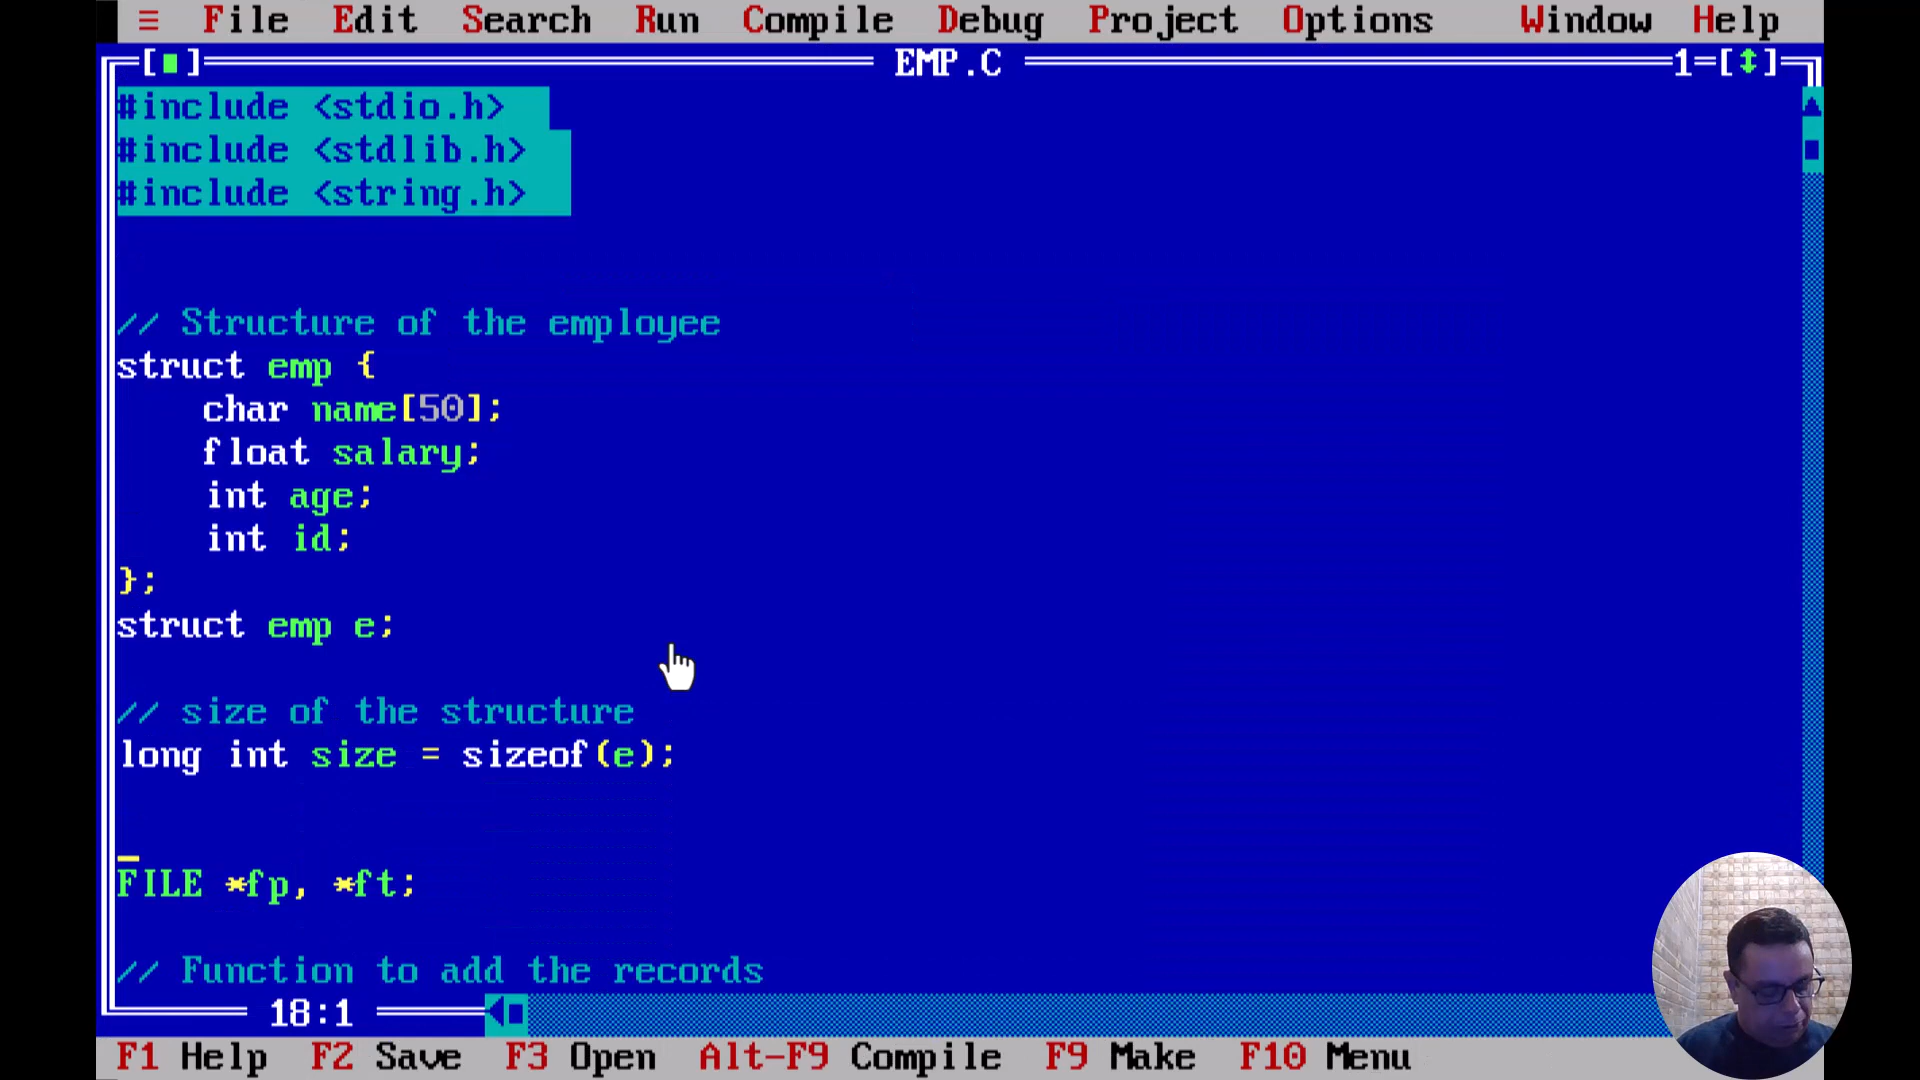 ≡ File Edit Search Run Compile Debug Project Options Window Help
[■] EMP.C 1=[↕]
#include <stdio.h>
#include <stdlib.h>
#include <string.h>
// Structure of the employee
struct emp {
    char name[50];
    float salary;
    int age;
    int id;
};
struct emp e;
// size of the structure
long int size = sizeof(e);
FILE *fp, *ft;
// Function to add the records
18:1
F1 Help F2 Save F3 Open Alt-F9 Compile F9 Make F10 Menu